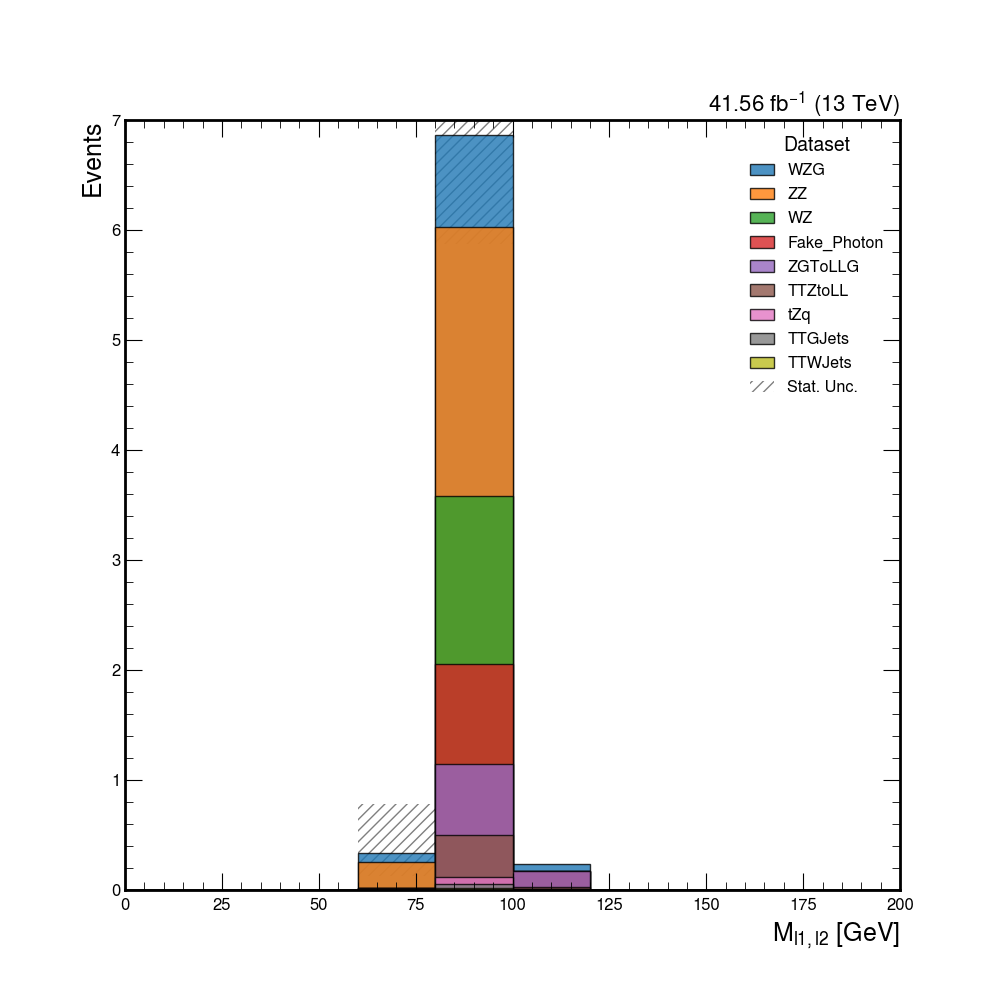 41.56 fb⁻¹ (13 TeV)
Events
7
6
5
4
3
2
1
0
Dataset
WZG
ZZ
WZ
Fake_Photon
ZGToLLG
TTZtoLL
tZq
TTGJets
TTWJets
Stat. Unc.
0 25 50 75 100 125 150 175 200
M_{l1, l2} [GeV]